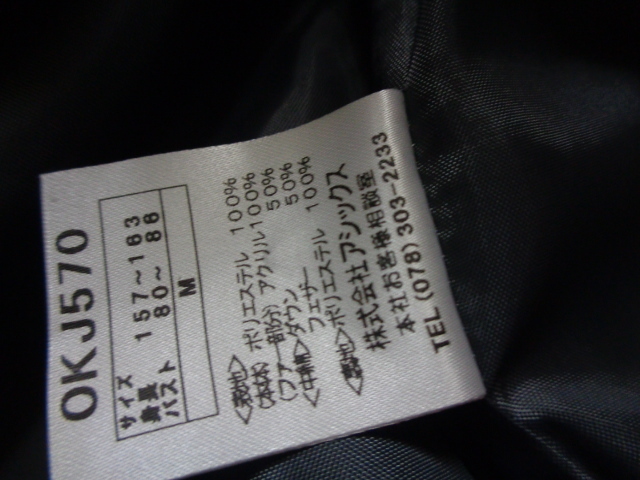 OKJ570
サイズ
身長 157～163
バスト 80～86
M
<表地>
(本体) ポリエステル 100%
(ファー部分) アクリル100%
<中綿> ダウン 50%
フェザー 50%
<裏地> ポリエステル 100%
株式会社アシックス
本社お客様相談室
TEL (078) 303-2233